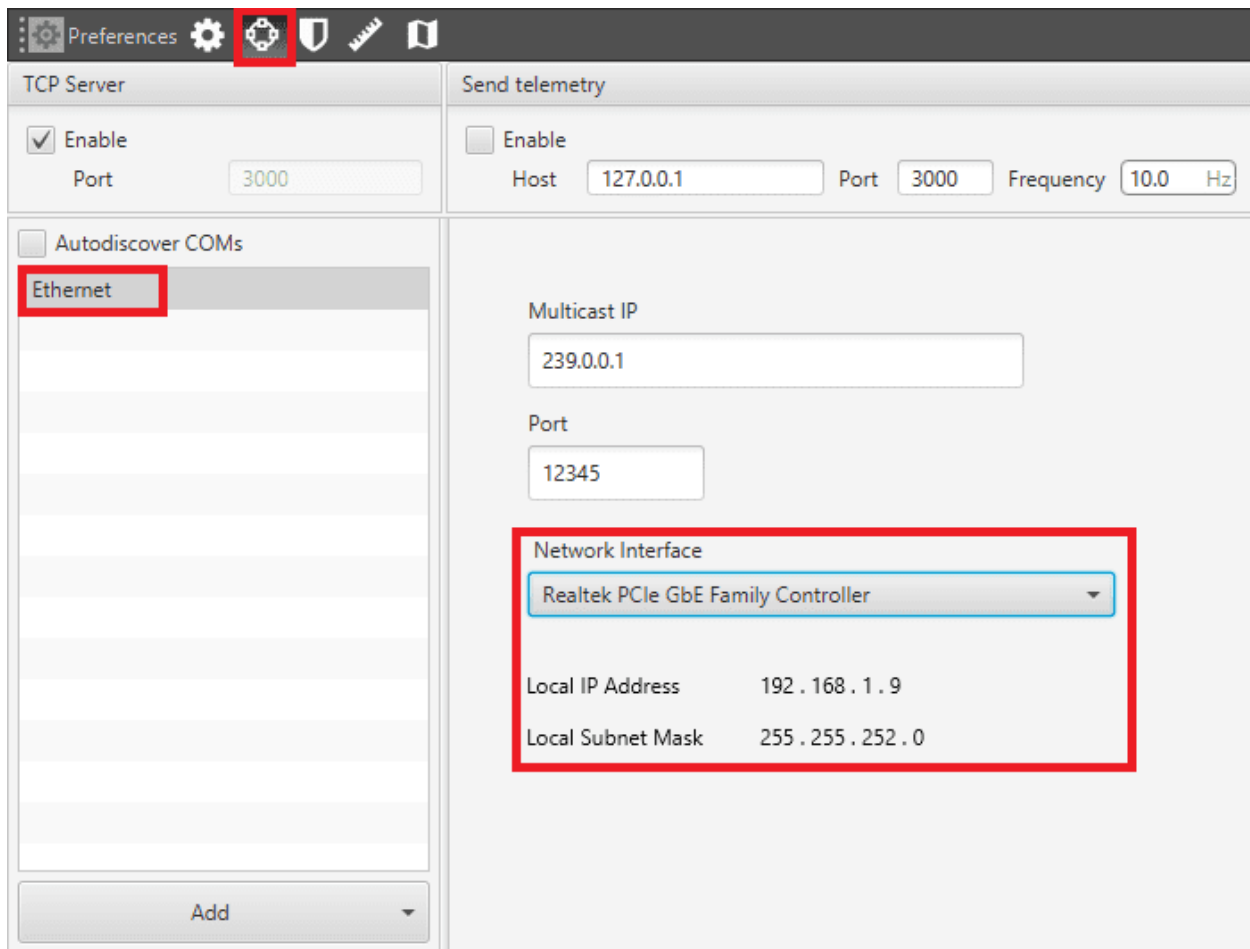 Preferences
TCP Server
Send telemetry
Enable
Port 3000
Enable
Host 127.0.0.1 Port 3000 Frequency 10.0 Hz
Autodiscover COMs
Ethernet
Multicast IP
239.0.0.1
Port
12345
Network Interface
Realtek PCIe GbE Family Controller
Local IP Address 192 . 168 . 1 . 9
Local Subnet Mask 255 . 255 . 252 . 0
Add